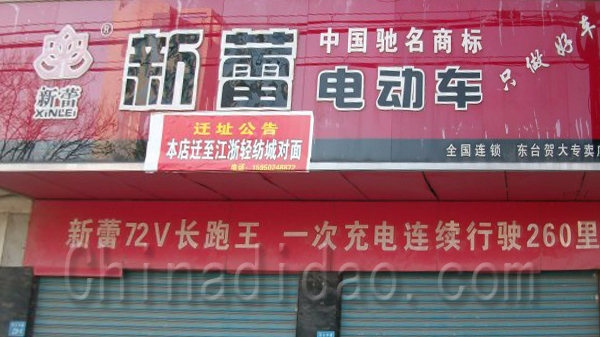 新蕾
XINLEI
®
新蕾
中国驰名商标
电动车
只做好车
全国连锁 东台贺大专卖店
迁址公告
本店迁至江浙轻纺城对面
新蕾72V长跑王 一次充电连续行驶260里
Chinadidao.com